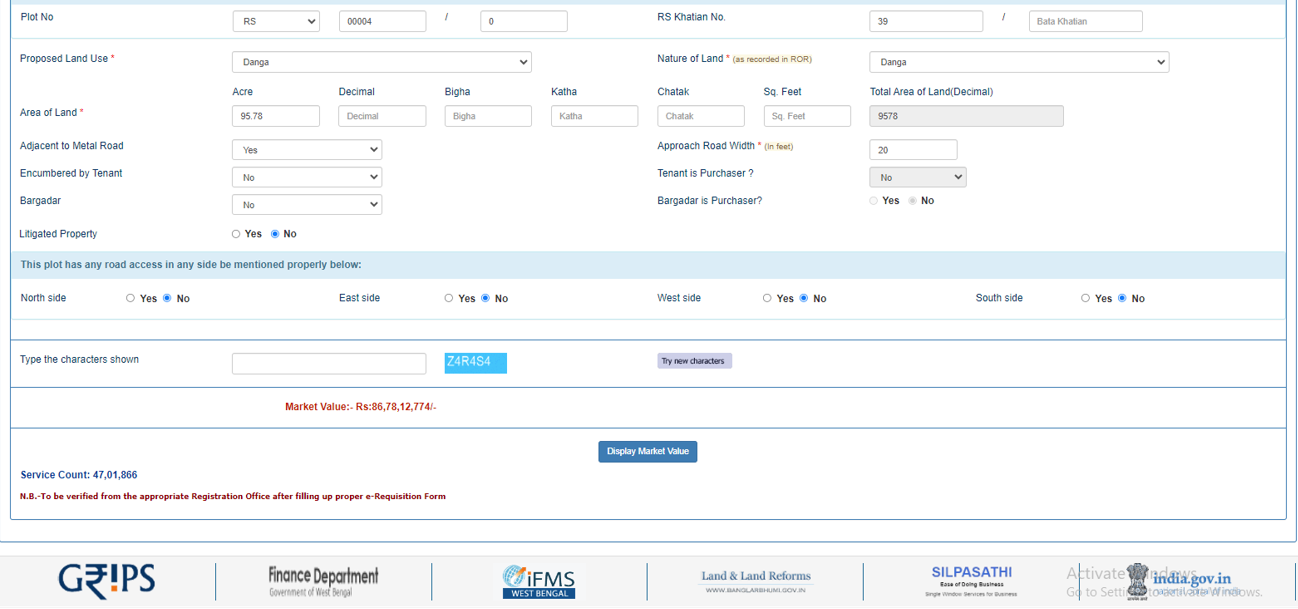 Plot No RS 00004 / 0 RS Khatian No. 39 / Bata Khatian
Proposed Land Use * Danga Nature of Land * (as recorded in ROR) Danga
Acre Decimal Bigha Katha Chatak Sq. Feet Total Area of Land(Decimal)
Area of Land * 95.78 Decimal Bigha Katha Chatak Sq. Feet 9578
Adjacent to Metal Road Yes Approach Road Width * (In feet) 20
Encumbered by Tenant No Tenant is Purchaser ? No
Bargadar No Bargadar is Purchaser? Yes No
Litigated Property Yes No
This plot has any road access in any side be mentioned properly below:
North side Yes No East side Yes No West side Yes No South side Yes No
Type the characters shown Z4R4S4 Try new characters
Market Value:- Rs:86,78,12,774/-
Display Market Value
Service Count: 47,01,866
N.B.-To be verified from the appropriate Registration Office after filling up proper e-Requisition Form
GRIPS Finance Department Government of West Bengal iFMS WEST BENGAL Land & Land Reforms WWW.BANGLARBHUMI.GOV.IN SILPASATHI Ease of Doing Business Single Window Services for Business india.gov.in
Activate Windows
Go to Settings to activate Windows.